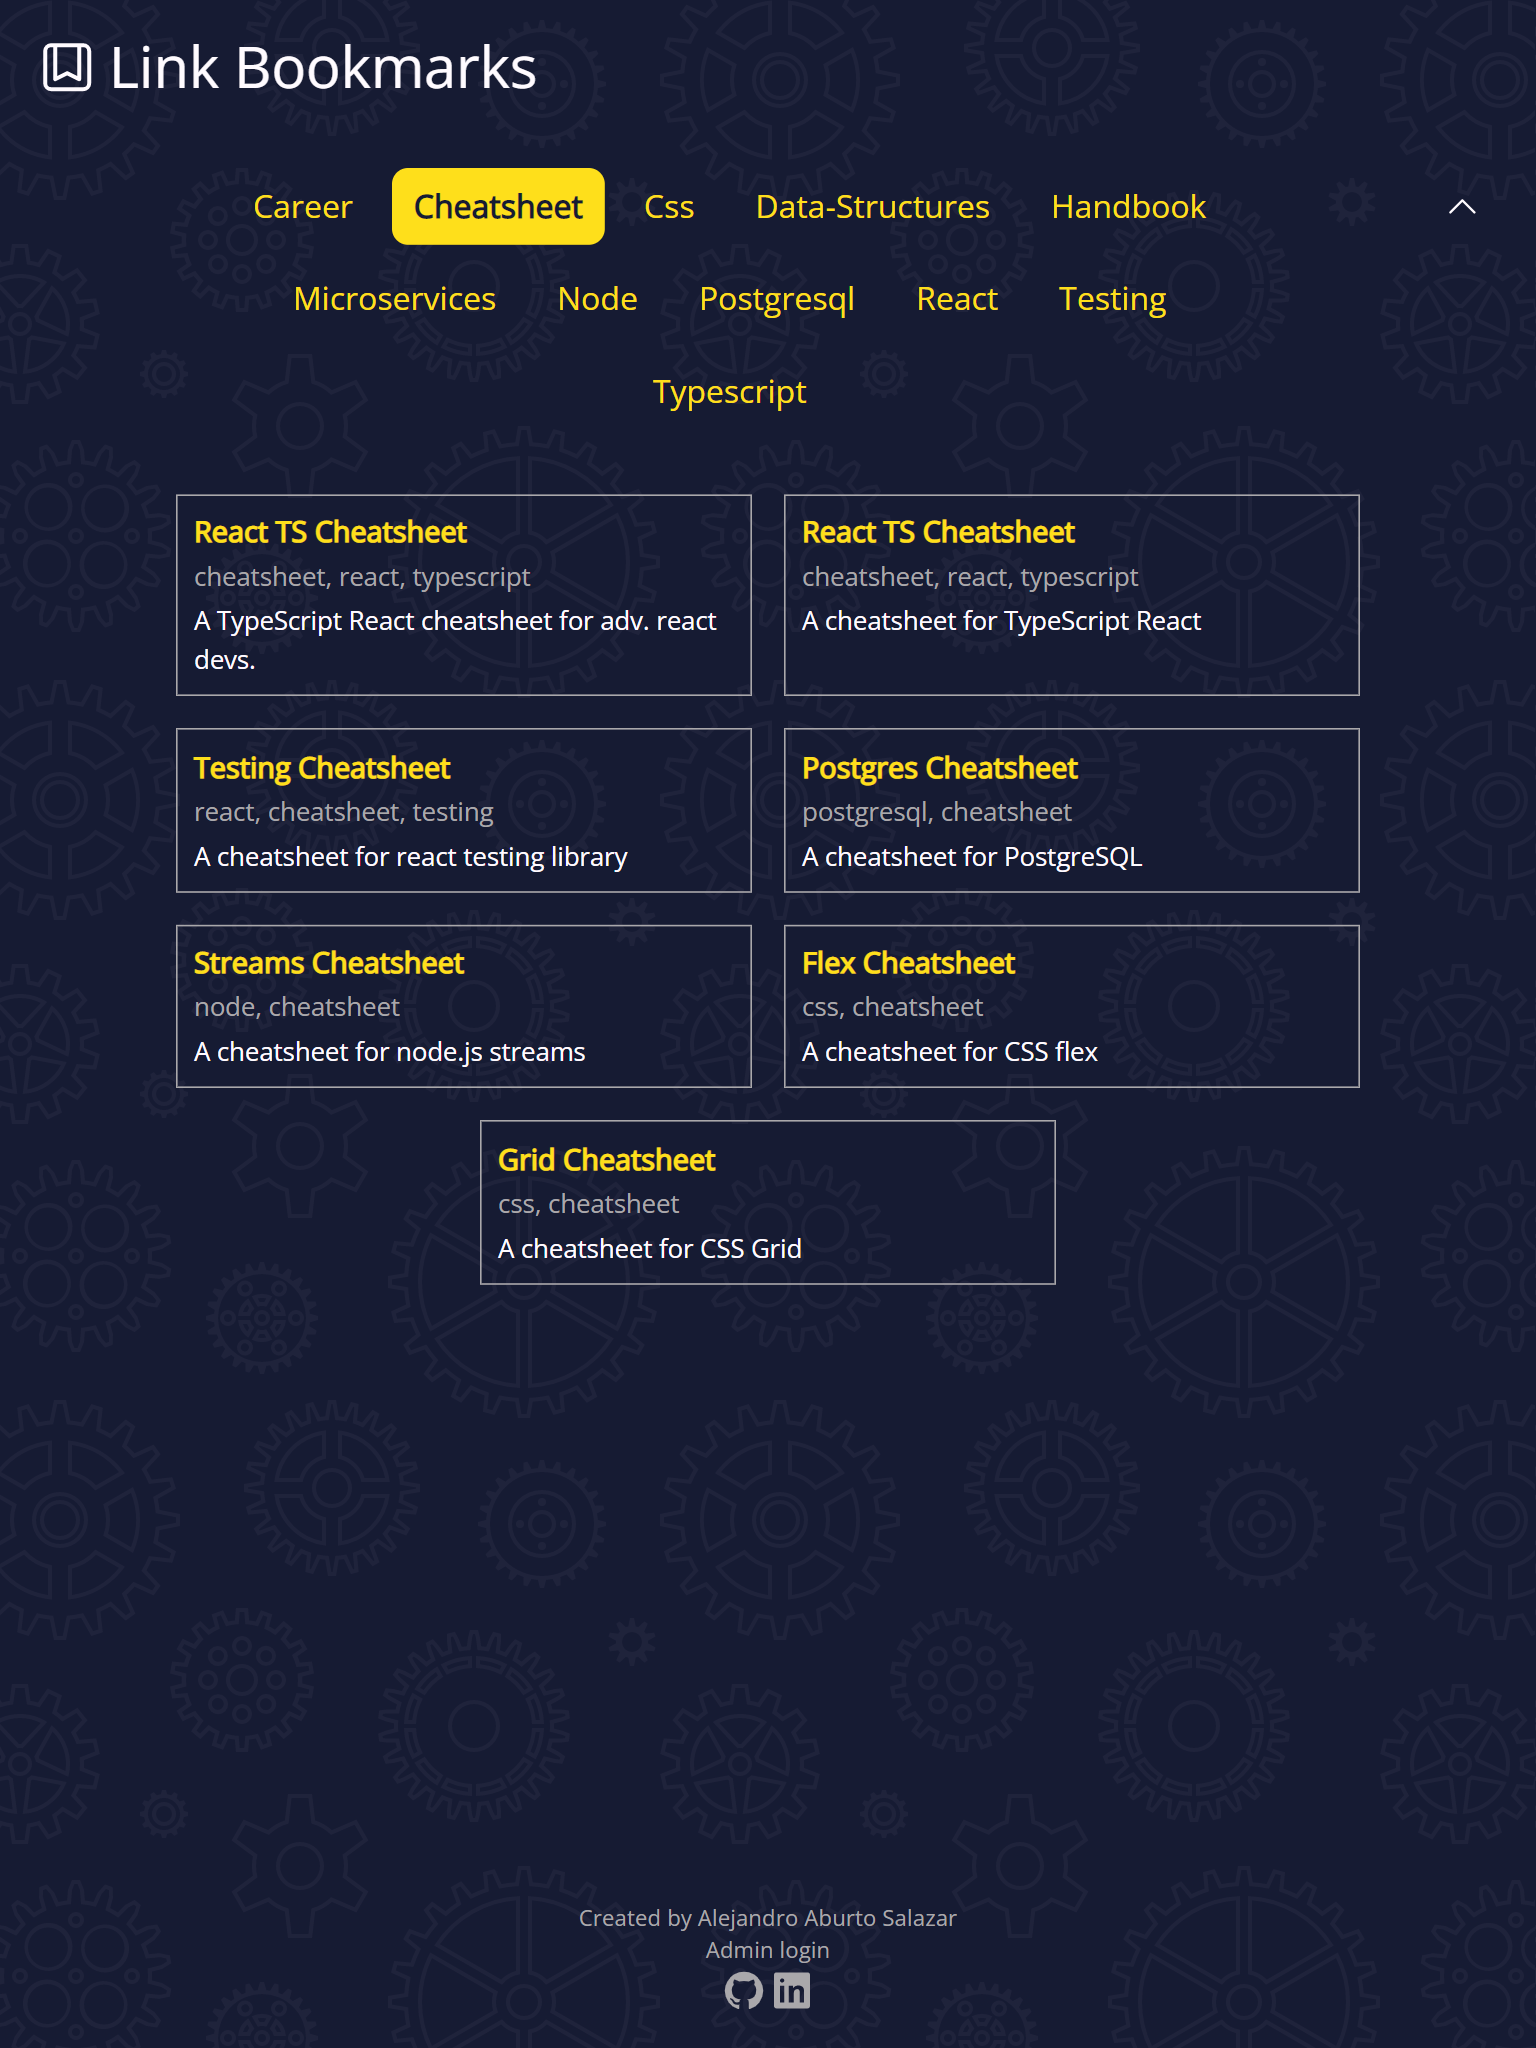 Link Bookmarks
Career Cheatsheet Css Data-Structures Handbook
Microservices Node Postgresql React Testing
Typescript
React TS Cheatsheet
cheatsheet, react, typescript
A TypeScript React cheatsheet for adv. react
devs.
React TS Cheatsheet
cheatsheet, react, typescript
A cheatsheet for TypeScript React
Testing Cheatsheet
react, cheatsheet, testing
A cheatsheet for react testing library
Postgres Cheatsheet
postgresql, cheatsheet
A cheatsheet for PostgreSQL
Streams Cheatsheet
node, cheatsheet
A cheatsheet for node.js streams
Flex Cheatsheet
css, cheatsheet
A cheatsheet for CSS flex
Grid Cheatsheet
css, cheatsheet
A cheatsheet for CSS Grid
Created by Alejandro Aburto Salazar
Admin login
in